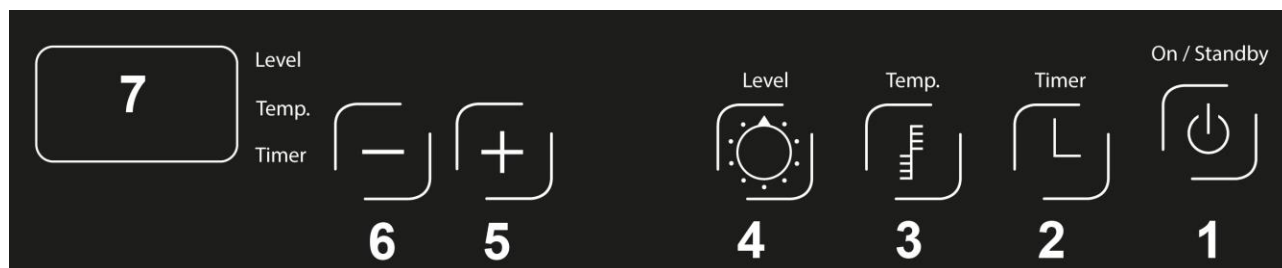 On / Standby
Level
7
Level
Temp.
Timer
Temp.
Timer
6
5
4
3
2
1